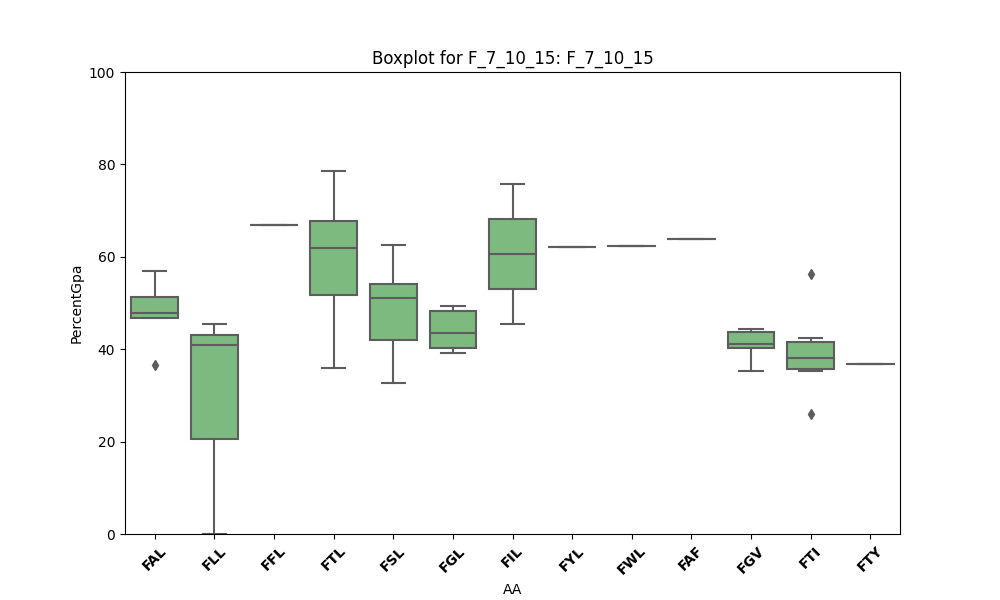 Boxplot for F_7_10_15: F_7_10_15
100
80
60
40
20
0
PercentGpa
FAL FLL FFL FTL FSL FGL FIL FYL FWL FAF FGV FTI FTY
AA